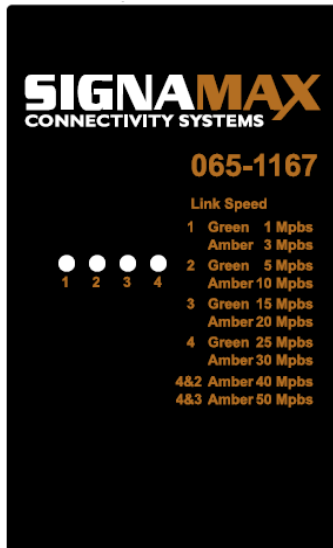 SIGNAMAX
CONNECTIVITY SYSTEMS
065-1167
Link Speed
1 Green 1 Mpbs
Amber 3 Mpbs
2 Green 5 Mpbs
Amber 10 Mpbs
3 Green 15 Mpbs
Amber 20 Mpbs
4 Green 25 Mpbs
Amber 30 Mpbs
4&2 Amber 40 Mpbs
4&3 Amber 50 Mpbs
1 2 3 4